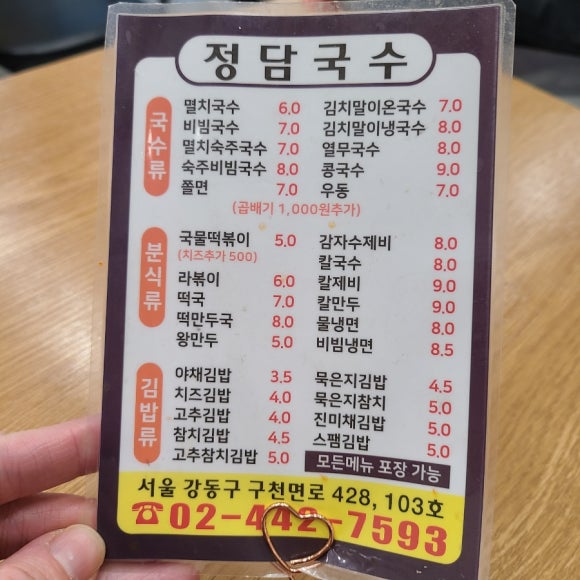 정담국수
국수류
멸치국수 6.0
비빔국수 7.0
멸치숙주국수 7.0
숙주비빔국수 8.0
쫄면 7.0
김치말이온국수 7.0
김치말이냉국수 8.0
열무국수 8.0
콩국수 9.0
우동 7.0
(곱배기 1,000원추가)
분식류
국물떡볶이 5.0
(치즈추가 500)
라볶이 6.0
떡국 7.0
떡만두국 8.0
왕만두 5.0
감자수제비 8.0
칼국수 8.0
칼제비 9.0
칼만두 9.0
물냉면 8.0
비빔냉면 8.5
김밥류
야채김밥 3.5
치즈김밥 4.0
고추김밥 4.0
참치김밥 4.5
고추참치김밥 5.0
묵은지김밥 4.5
묵은지참치 5.0
진미채김밥 5.0
스팸김밥 5.0
모든메뉴 포장 가능
서울 강동구 구천면로 428, 103호
☎02-442-7593